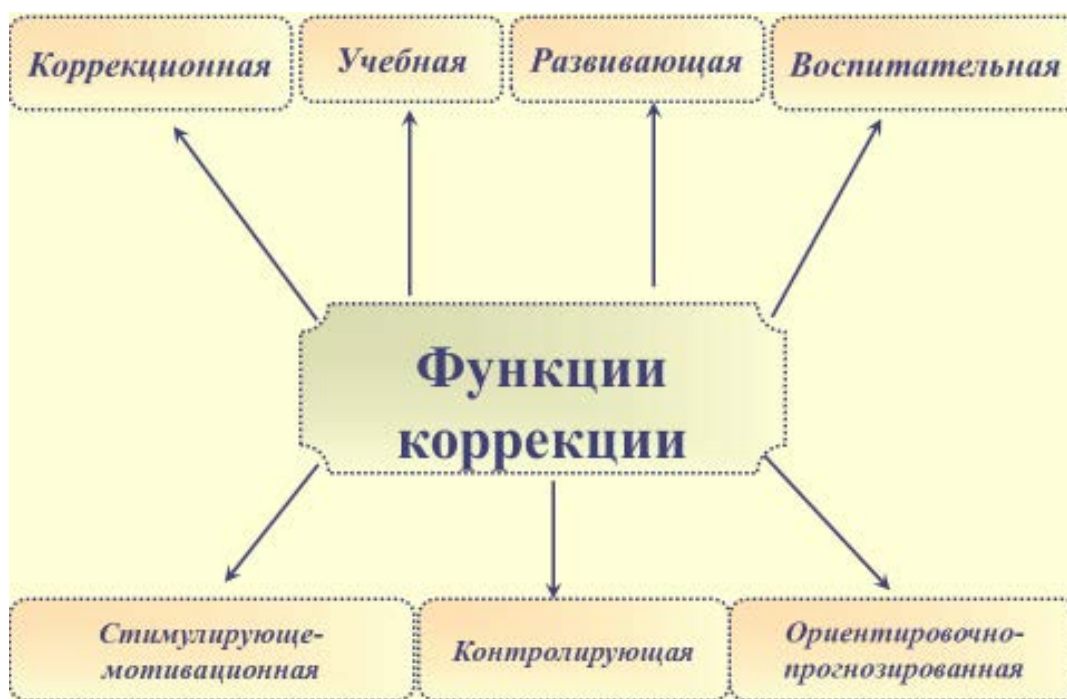 Коррекционная
Учебная
Развивающая
Воспитательная
Функции
коррекции
Стимулирующе-
мотивационная
Контролирующая
Ориентировочно-
прогнозированная